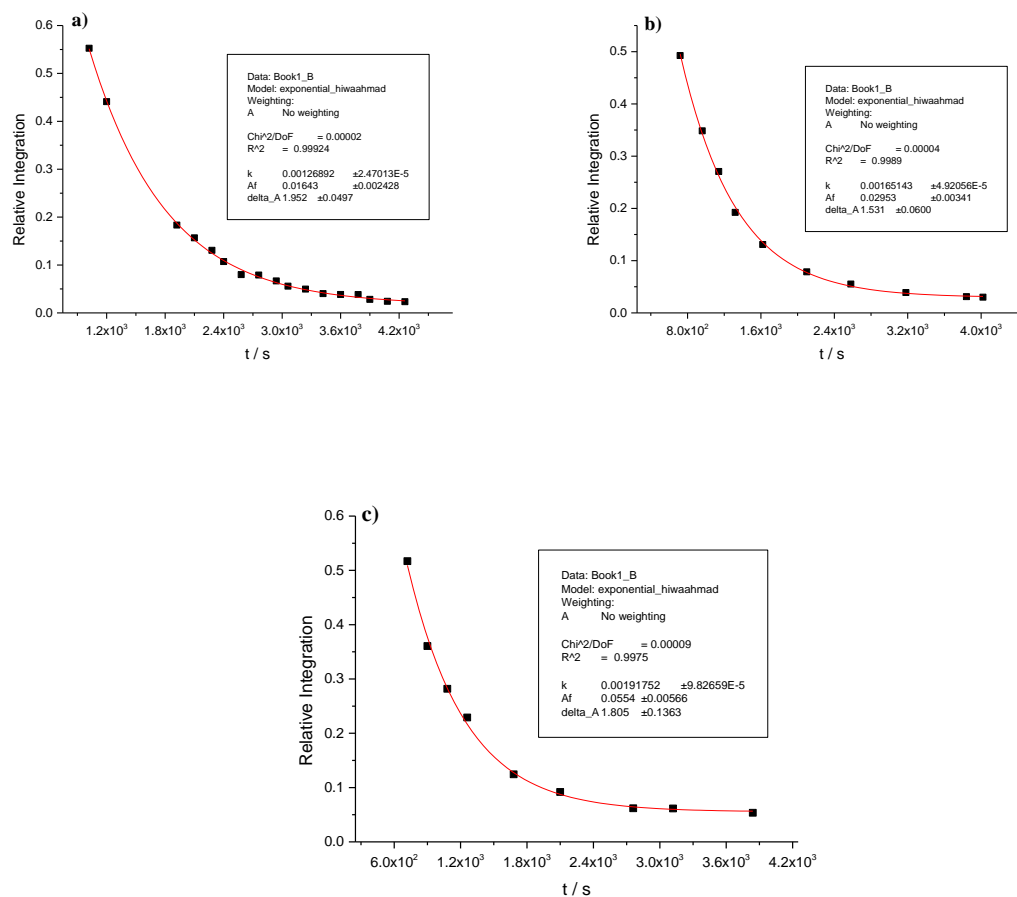 a)
0.6
0.5
0.4
0.3
0.2
0.1
0.0
Relative Integration
1.2x10³ 1.8x10³ 2.4x10³ 3.0x10³ 3.6x10³ 4.2x10³
t / s
Data: Book1_B
Model: exponential_hiwaahmad
Weighting:
A No weighting
Chi^2/DoF = 0.00002
R^2 = 0.99924
k 0.00126892 ±2.47013E-5
Af 0.01643 ±0.002428
delta_A 1.952 ±0.0497
b)
0.5
0.4
0.3
0.2
0.1
0.0
Relative Integration
8.0x10² 1.6x10³ 2.4x10³ 3.2x10³ 4.0x10³
t / s
Data: Book1_B
Model: exponential_hiwaahmad
Weighting:
A No weighting
Chi^2/DoF = 0.00004
R^2 = 0.9989
k 0.00165143 ±4.92056E-5
Af 0.02953 ±0.00341
delta_A 1.531 ±0.0600
c)
0.6
0.5
0.4
0.3
0.2
0.1
0.0
Relative Integration
6.0x10² 1.2x10³ 1.8x10³ 2.4x10³ 3.0x10³ 3.6x10³ 4.2x10³
t / s
Data: Book1_B
Model: exponential_hiwaahmad
Weighting:
A No weighting
Chi^2/DoF = 0.00009
R^2 = 0.9975
k 0.00191752 ±9.82659E-5
Af 0.0554 ±0.00566
delta_A 1.805 ±0.1363